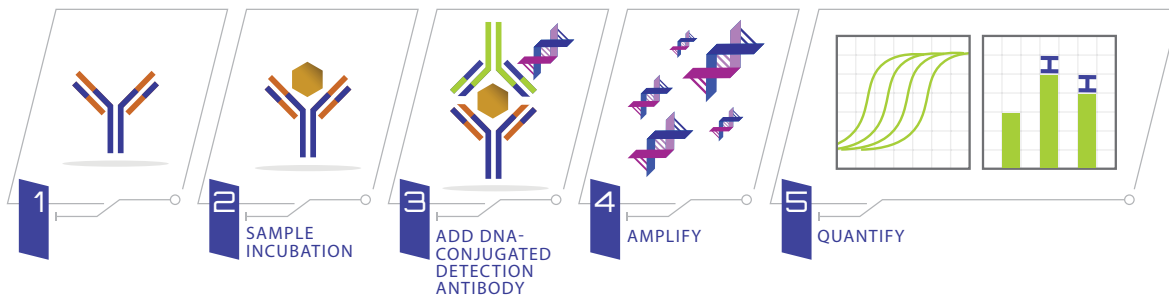 1
2
SAMPLE
INCUBATION
3
ADD DNA-
CONJUGATED
DETECTION
ANTIBODY
4
AMPLIFY
5
QUANTIFY